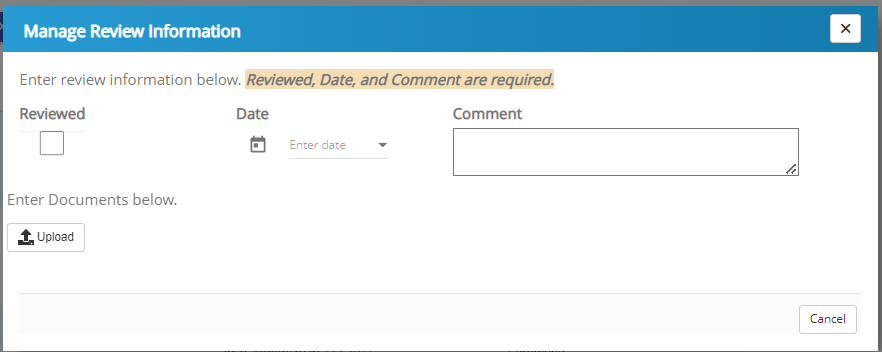 Manage Review Information
Enter review information below. Reviewed, Date, and Comment are required.
Reviewed Date Comment
Enter date
Enter Documents below.
Upload
Cancel